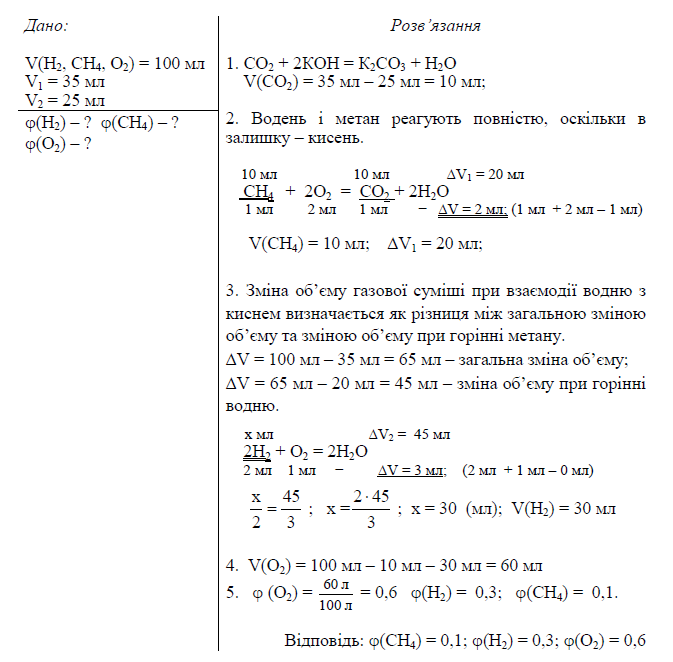 Дано:
V(H₂, CH₄, O₂) = 100 мл
V₁ = 35 мл
V₂ = 25 мл
φ(H₂) – ? φ(CH₄) – ?
φ(O₂) – ?
Розв’язання
1. CO₂ + 2KOH = K₂CO₃ + H₂O
V(CO₂) = 35 мл – 25 мл = 10 мл;
2. Водень і метан реагують повністю, оскільки в
залишку – кисень.
10 мл 10 мл ΔV₁ = 20 мл
CH₄ + 2O₂ = CO₂ + 2H₂O
1 мл 2 мл 1 мл – ΔV = 2 мл; (1 мл + 2 мл – 1 мл)
V(CH₄) = 10 мл; ΔV₁ = 20 мл;
3. Зміна об’єму газової суміші при взаємодії водню з
киснем визначається як різниця між загальною зміною
об’єму та зміною об’єму при горінні метану.
ΔV = 100 мл – 35 мл = 65 мл – загальна зміна об’єму;
ΔV = 65 мл – 20 мл = 45 мл – зміна об’єму при горінні
водню.
x мл ΔV₂ = 45 мл
2H₂ + O₂ = 2H₂O
2 мл 1 мл – ΔV = 3 мл; (2 мл + 1 мл – 0 мл)
x/2 = 45/3 ; x = 2·45/3 ; x = 30 (мл); V(H₂) = 30 мл
4. V(O₂) = 100 мл – 10 мл – 30 мл = 60 мл
5. φ (O₂) = 60 л/100 л = 0,6 φ(H₂) = 0,3; φ(CH₄) = 0,1.
Відповідь: φ(CH₄) = 0,1; φ(H₂) = 0,3; φ(O₂) = 0,6